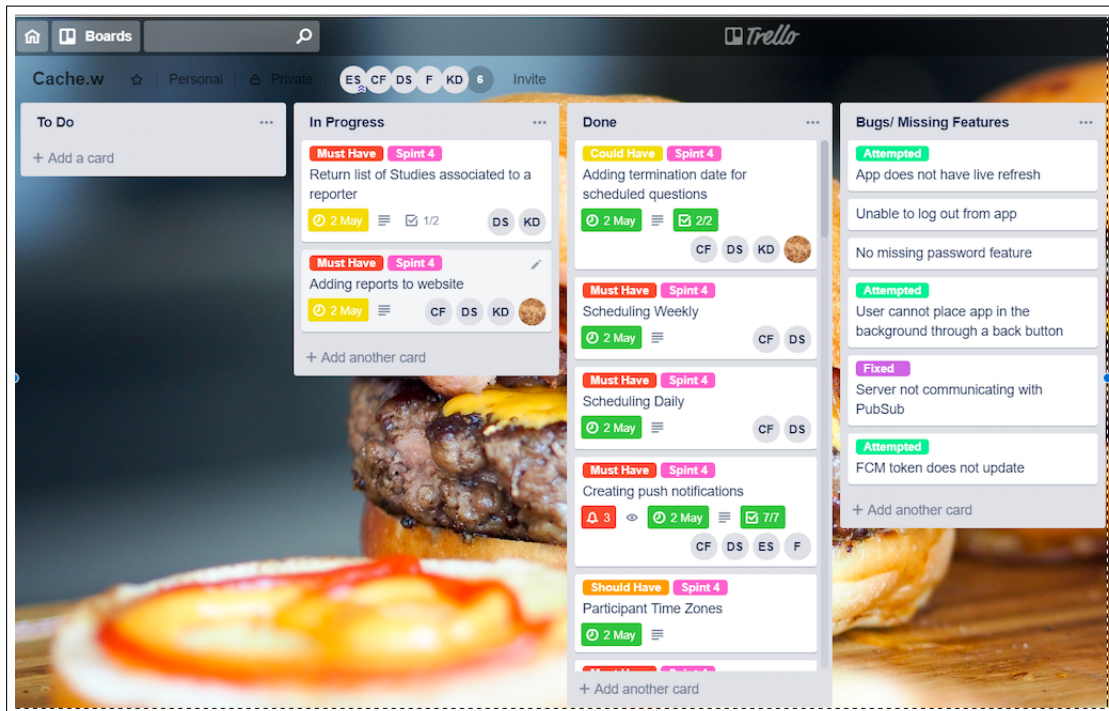 Boards
Trello
Cache.w Personal Private ES CF DS F KD 6 Invite
To Do
+ Add a card
In Progress
Must Have Spint 4
Return list of Studies associated to a
reporter
2 May 1/2 DS KD
Must Have Spint 4
Adding reports to website
2 May CF DS KD
+ Add another card
Done
Could Have Spint 4
Adding termination date for
scheduled questions
2 May 2/2
CF DS KD
Must Have Spint 4
Scheduling Weekly
2 May CF DS
Must Have Spint 4
Scheduling Daily
2 May CF DS
Must Have Spint 4
Creating push notifications
3 2 May 7/7
CF DS ES F
Should Have Spint 4
Participant Time Zones
2 May
Must Have Spint 4
+ Add another card
Bugs/ Missing Features
Attempted
App does not have live refresh
Unable to log out from app
No missing password feature
Attempted
User cannot place app in the
background through a back button
Fixed
Server not communicating with
PubSub
Attempted
FCM token does not update
+ Add another card